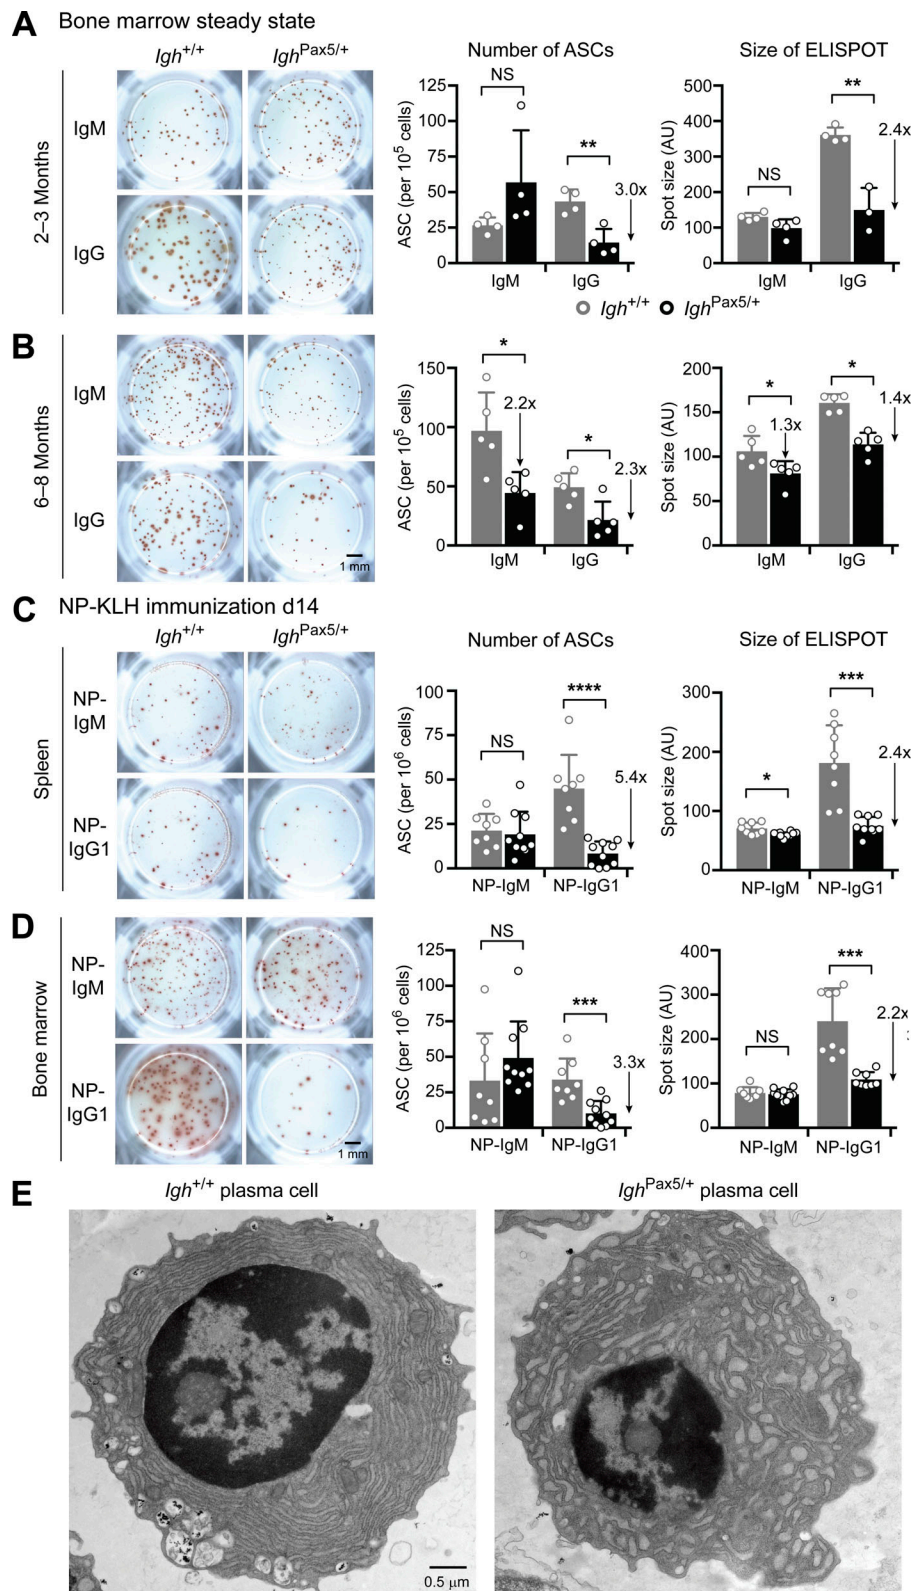 A Bone marrow steady state
Igh+/+ IghPax5/+
2–3 Months
IgM
IgG
Number of ASCs
ASC (per 10^5 cells)
125
100
75
50
25
0
NS
**
3.0x
IgM IgG
Size of ELISPOT
Spot size (AU)
500
400
300
200
100
0
NS
**
2.4x
IgM IgG
Igh+/+ IghPax5/+
B
6–8 Months
IgM
IgG
1 mm
ASC (per 10^5 cells)
150
100
50
0
*
2.2x
*
2.3x
IgM IgG
Spot size (AU)
200
150
100
50
0
*
1.3x
*
1.4x
IgM IgG
C NP-KLH immunization d14
Igh+/+ IghPax5/+
Spleen
NP-
IgM
NP-
IgG1
Number of ASCs
ASC (per 10^6 cells)
100
75
50
25
0
NS
****
5.4x
NP-IgM NP-IgG1
Size of ELISPOT
Spot size (AU)
300
200
100
0
*
***
2.4x
NP-IgM NP-IgG1
D
Bone marrow
NP-
IgM
NP-
IgG1
1 mm
ASC (per 10^6 cells)
125
100
75
50
25
0
NS
***
3.3x
NP-IgM NP-IgG1
Spot size (AU)
400
300
200
100
0
NS
***
2.2x
NP-IgM NP-IgG1
E
Igh+/+ plasma cell IghPax5/+ plasma cell
0.5 µm